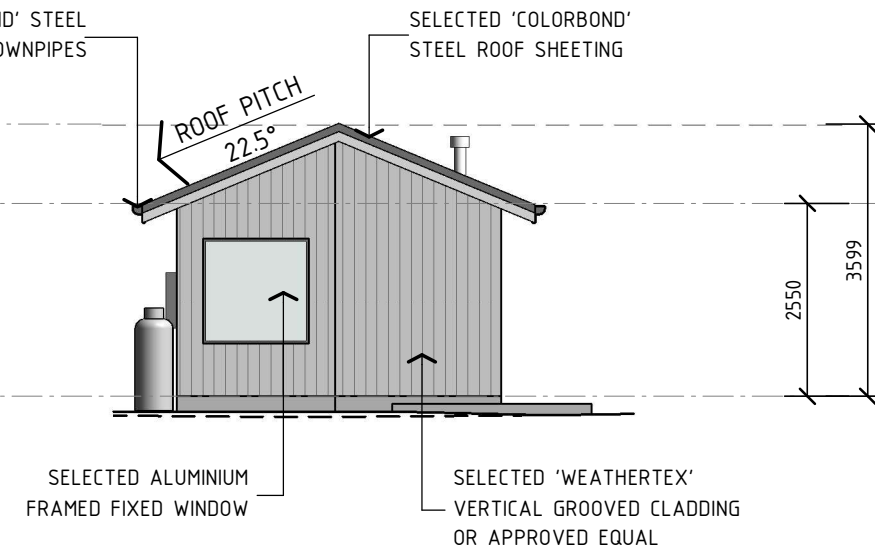 D' STEEL
OWNPIPES
SELECTED 'COLORBOND'
STEEL ROOF SHEETING
ROOF PITCH
22.5°
2550
3599
SELECTED ALUMINIUM
FRAMED FIXED WINDOW
SELECTED 'WEATHERTEX'
VERTICAL GROOVED CLADDING
OR APPROVED EQUAL